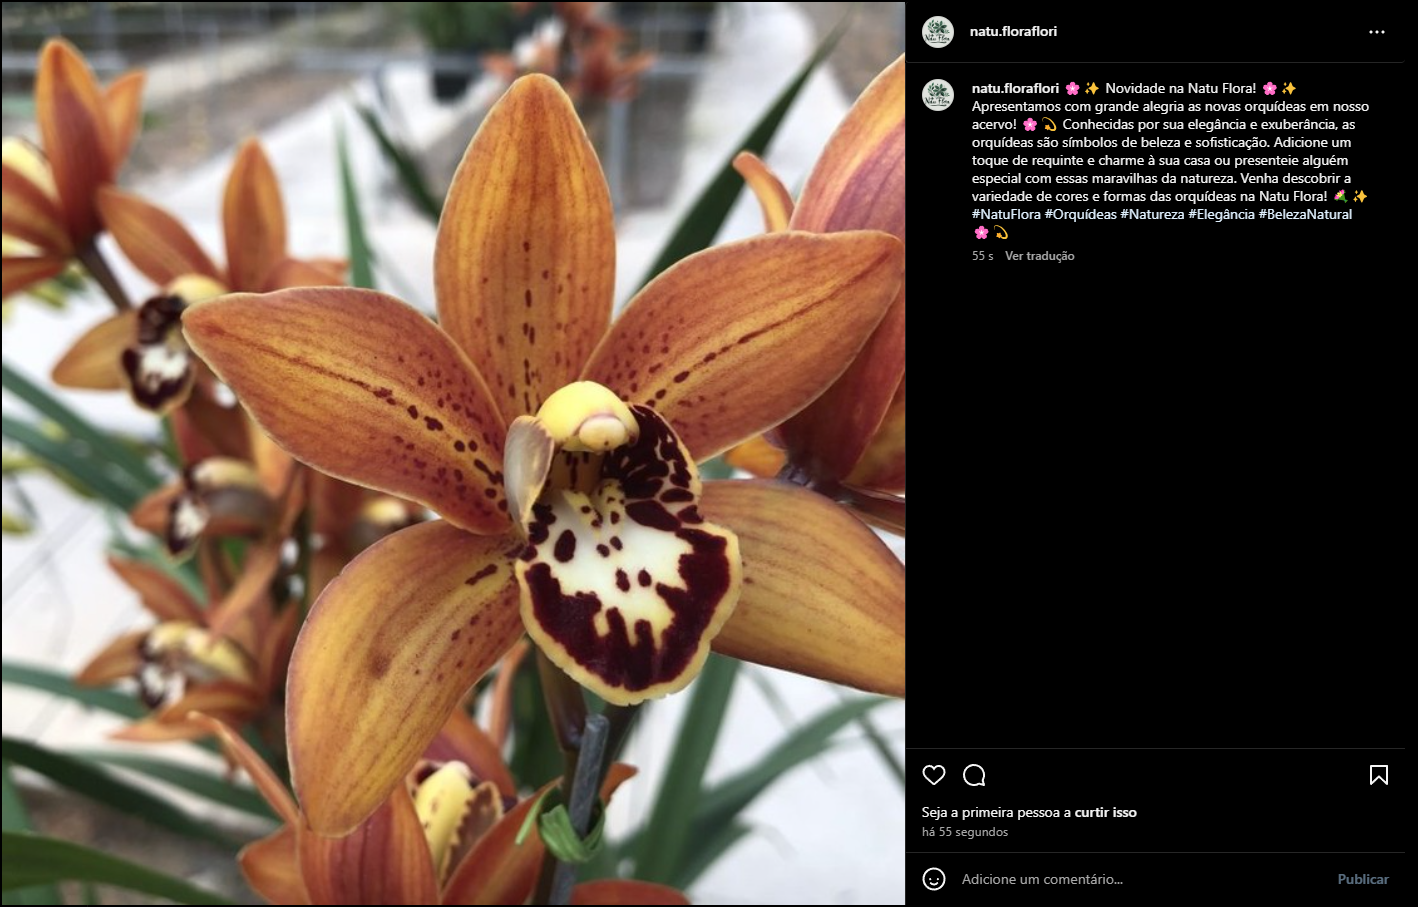 natu.floraflori
natu.floraflori 🌸✨ Novidade na Natu Flora! 🌸✨
Apresentamos com grande alegria as novas orquídeas em nosso
acervo! 🌸💫 Conhecidas por sua elegância e exuberância, as
orquídeas são símbolos de beleza e sofisticação. Adicione um
toque de requinte e charme à sua casa ou presenteie alguém
especial com essas maravilhas da natureza. Venha descobrir a
variedade de cores e formas das orquídeas na Natu Flora! 💐✨
#NatuFlora #Orquídeas #Natureza #Elegância #BelezaNatural
🌸💫
55 s Ver tradução
Seja a primeira pessoa a curtir isso
há 55 segundos
Adicione um comentário... Publicar